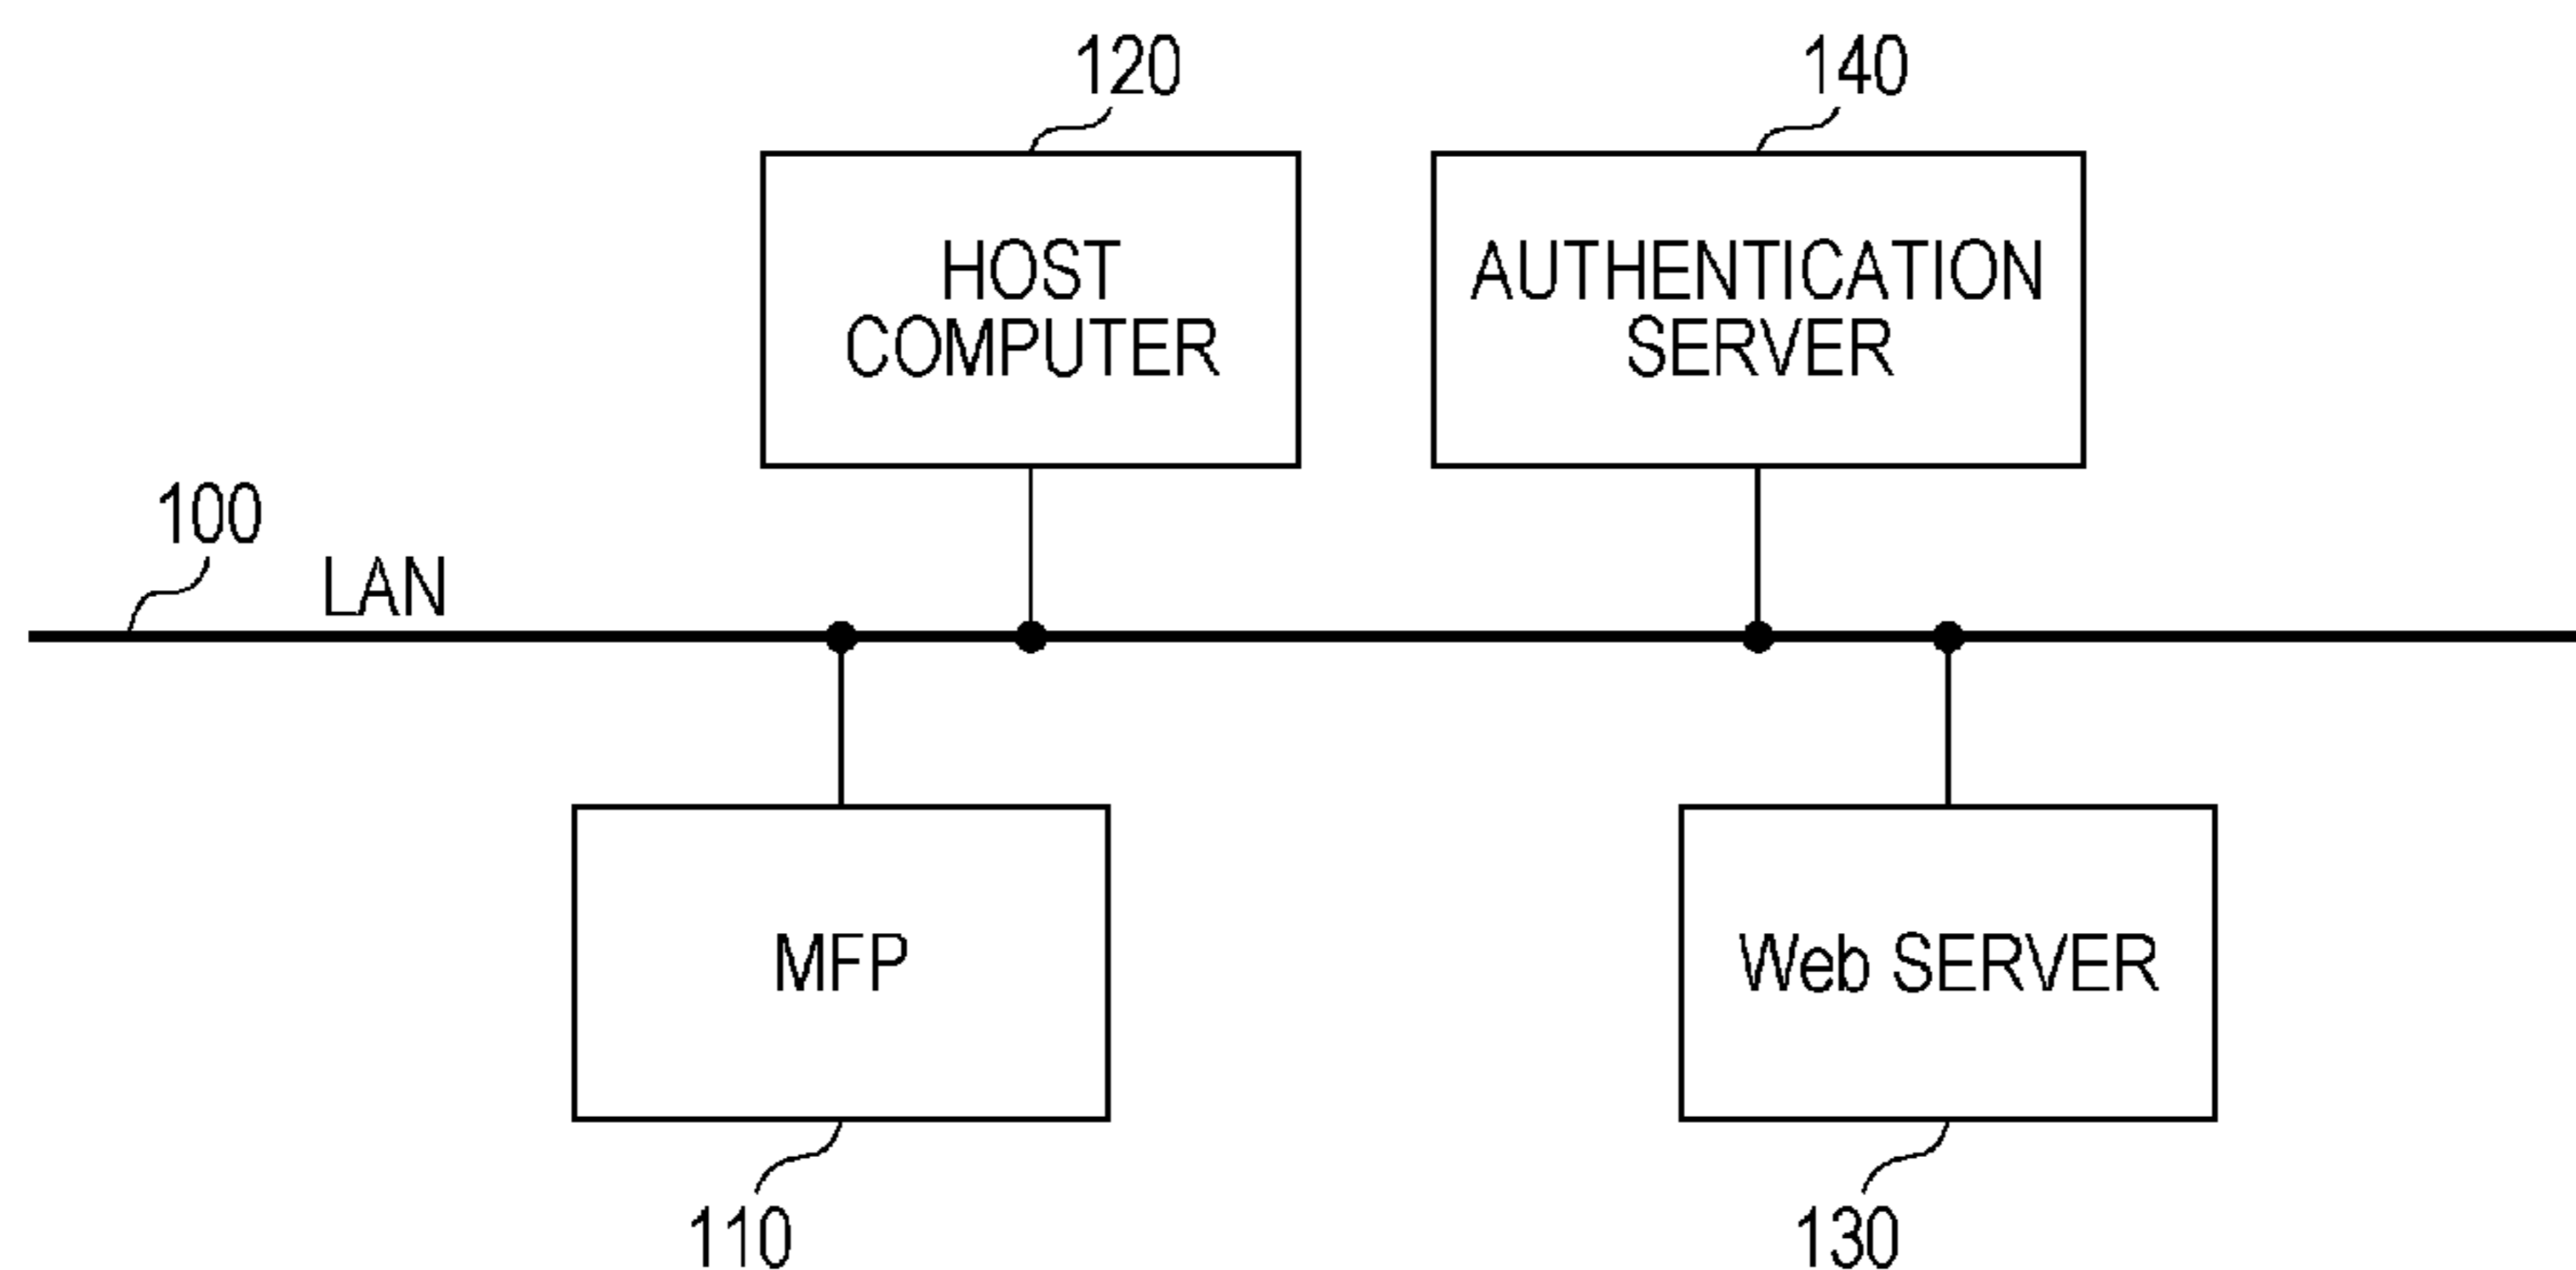 120
140
HOST
COMPUTER
AUTHENTICATION
SERVER
100
LAN
MFP
Web SERVER
110
130